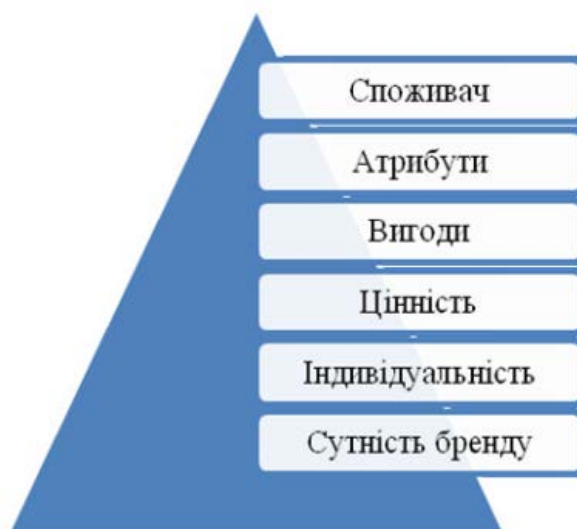 Споживач
Атрибути
Вигоди
Цінність
Індивідуальність
Сутність бренду